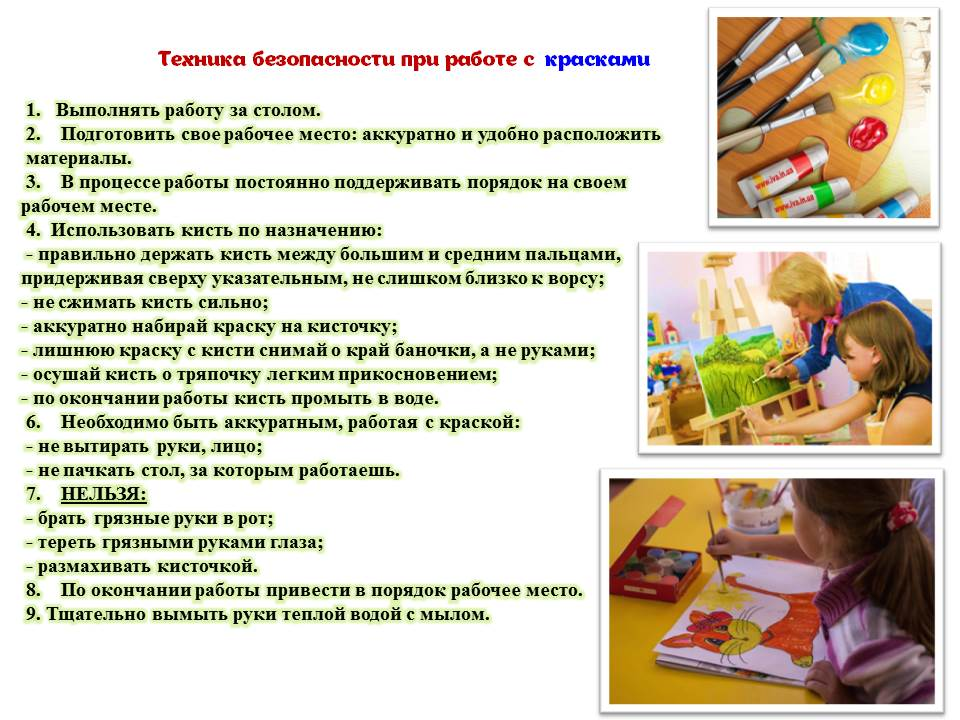 Техника безопасности при работе с красками
1. Выполнять работу за столом.
2. Подготовить свое рабочее место: аккуратно и удобно расположить
материалы.
3. В процессе работы постоянно поддерживать порядок на своем
рабочем месте.
4. Использовать кисть по назначению:
- правильно держать кисть между большим и средним пальцами,
придерживая сверху указательным, не слишком близко к ворсу;
- не сжимать кисть сильно;
- аккуратно набирай краску на кисточку;
- лишнюю краску с кисти снимай о край баночки, а не руками;
- осушай кисть о тряпочку легким прикосновением;
- по окончании работы кисть промыть в воде.
6. Необходимо быть аккуратным, работая с краской:
- не вытирать руки, лицо;
- не пачкать стол, за которым работаешь.
7. НЕЛЬЗЯ:
- брать грязные руки в рот;
- тереть грязными руками глаза;
- размахивать кисточкой.
8. По окончании работы привести в порядок рабочее место.
9. Тщательно вымыть руки теплой водой с мылом.
www.iva.in.ua
www.iva.in.ua